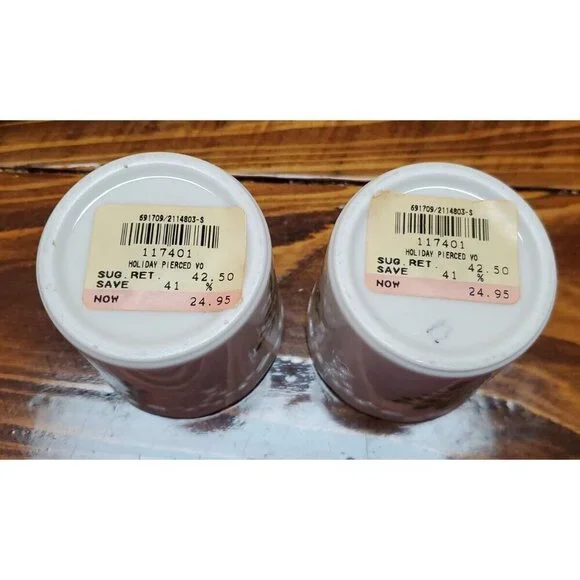 691709/2114803-S
117401
HOLIDAY PIERCED VO
SUG.RET. 42.50
SAVE 41 %
NOW 24.95
691709/2114803-S
117401
HOLIDAY PIERCED VO
SUG.RET. 42.50
SAVE 41 %
NOW 24.95